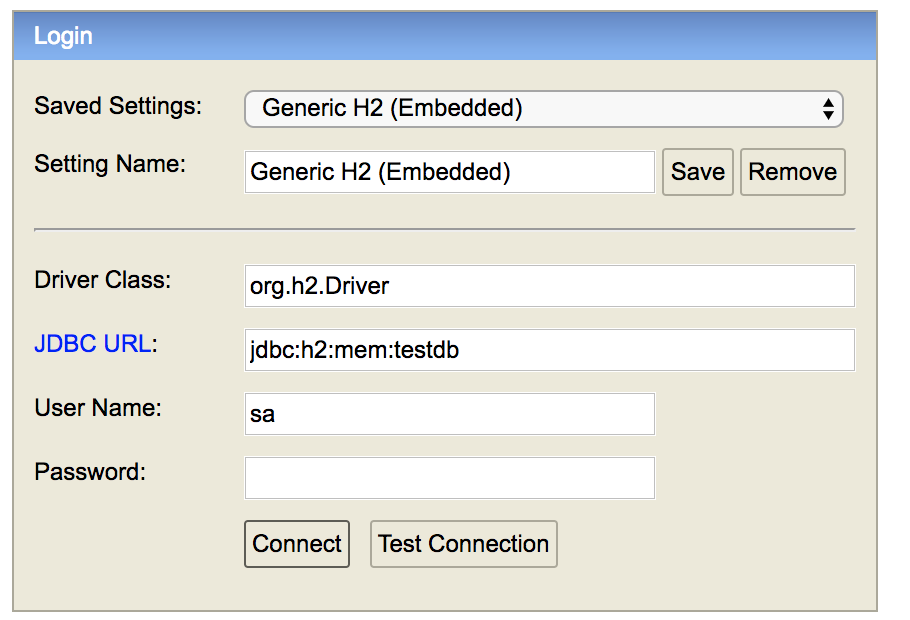 Login
Saved Settings: Generic H2 (Embedded)
Setting Name: Generic H2 (Embedded) Save Remove
Driver Class: org.h2.Driver
JDBC URL: jdbc:h2:mem:testdb
User Name: sa
Password:
Connect Test Connection